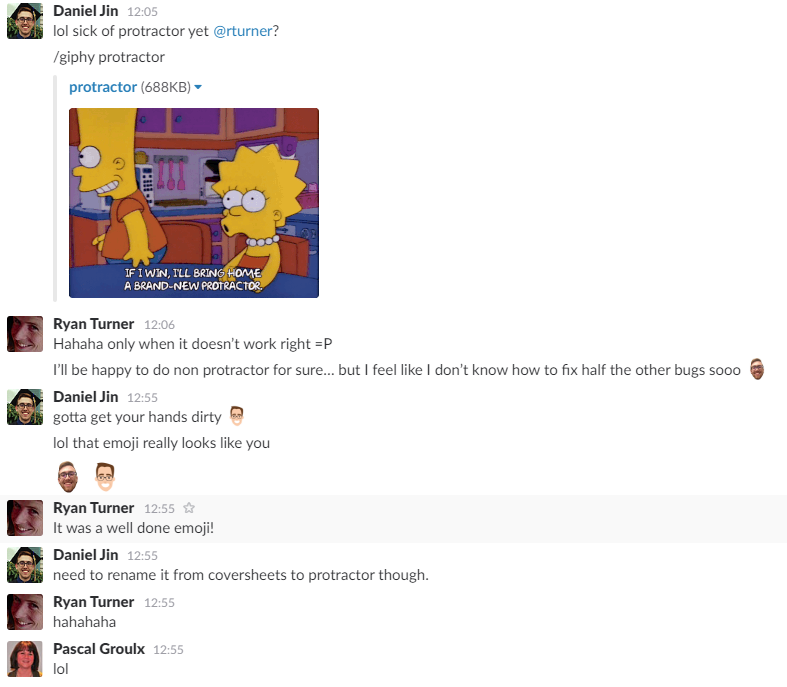 Daniel Jin 12:05
lol sick of protractor yet @rturner?
/giphy protractor
protractor (688KB)
IF I WIN, I'LL BRING HOME
A BRAND-NEW PROTRACTOR.
Ryan Turner 12:06
Hahaha only when it doesn't work right =P
I'll be happy to do non protractor for sure... but I feel like I don't know how to fix half the other bugs sooo
Daniel Jin 12:55
gotta get your hands dirty
lol that emoji really looks like you
Ryan Turner 12:55
It was a well done emoji!
Daniel Jin 12:55
need to rename it from coversheets to protractor though.
Ryan Turner 12:55
hahahaha
Pascal Groulx 12:55
lol